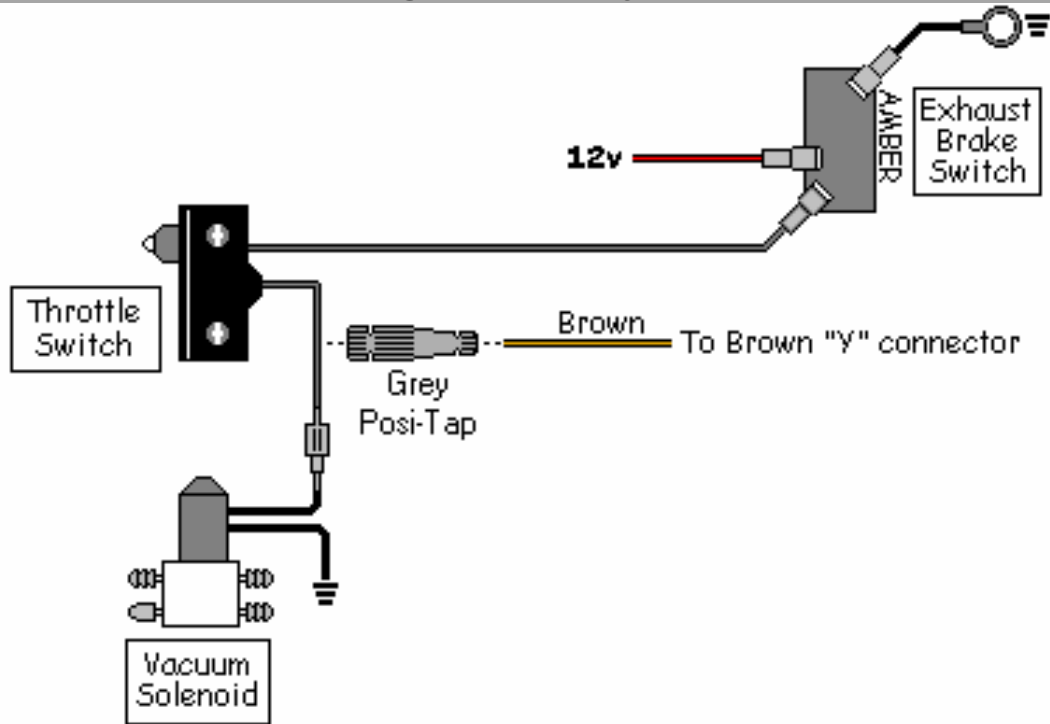 AMBER
Exhaust
Brake
Switch
12v
Throttle
Switch
Brown
To Brown "Y" connector
Grey
Posi-Tap
Vacuum
Solenoid